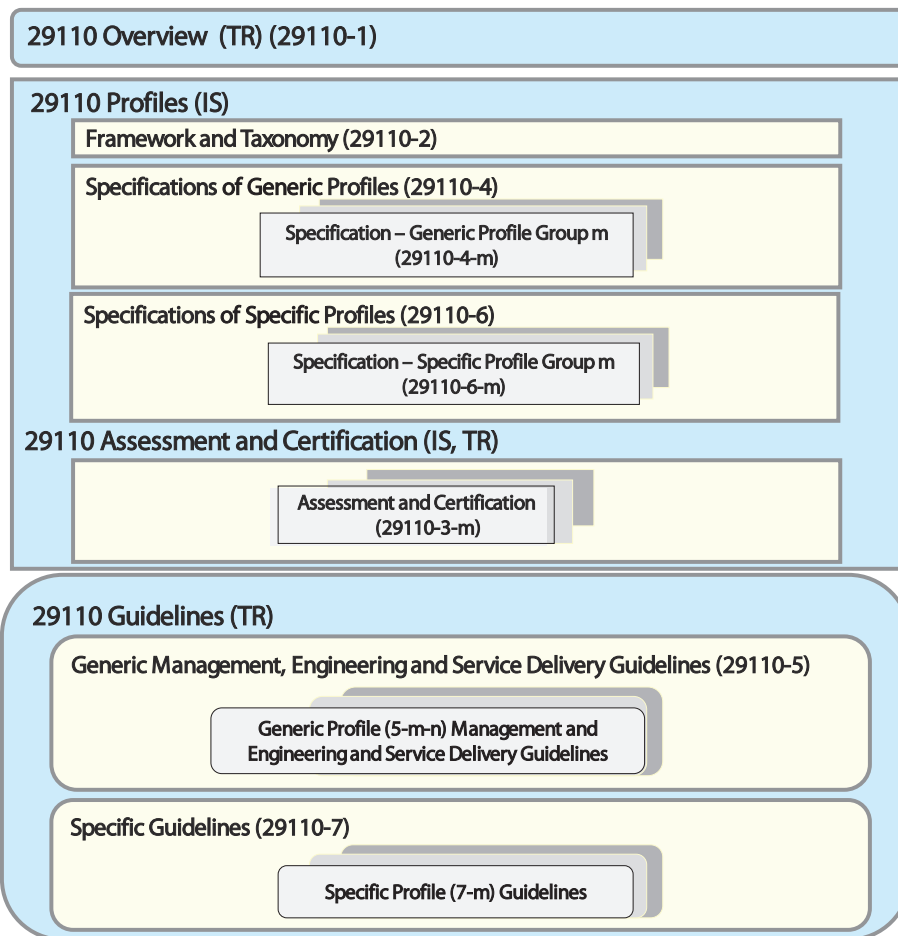 29110 Overview (TR) (29110-1)
29110 Profiles (IS)
Framework and Taxonomy (29110-2)
Specifications of Generic Profiles (29110-4)
Specification – Generic Profile Group m
(29110-4-m)
Specifications of Specific Profiles (29110-6)
Specification – Specific Profile Group m
(29110-6-m)
29110 Assessment and Certification (IS, TR)
Assessment and Certification
(29110-3-m)
29110 Guidelines (TR)
Generic Management, Engineering and Service Delivery Guidelines (29110-5)
Generic Profile (5-m-n) Management and
Engineering and Service Delivery Guidelines
Specific Guidelines (29110-7)
Specific Profile (7-m) Guidelines